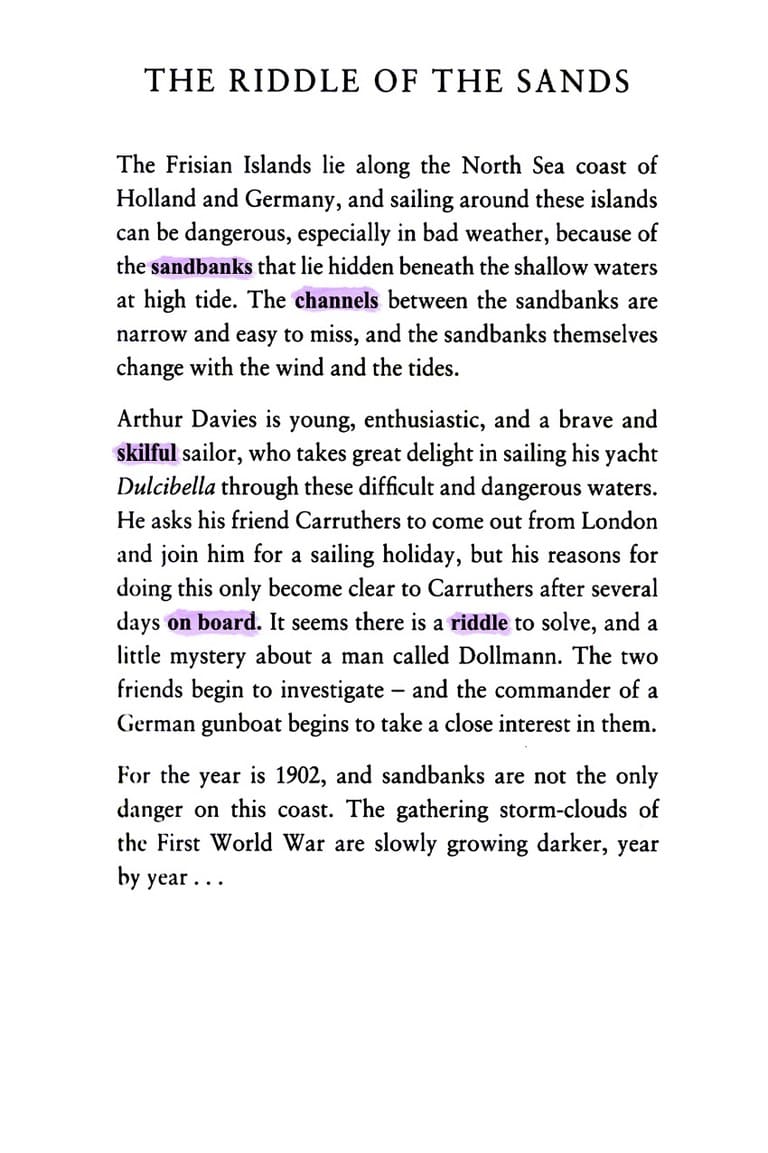 THE RIDDLE OF THE SANDS
The Frisian Islands lie along the North Sea coast of
Holland and Germany, and sailing around these islands
can be dangerous, especially in bad weather, because of
the sandbanks that lie hidden beneath the shallow waters
at high tide. The channels between the sandbanks are
narrow and easy to miss, and the sandbanks themselves
change with the wind and the tides.
Arthur Davies is young, enthusiastic, and a brave and
skilful sailor, who takes great delight in sailing his yacht
Dulcibella through these difficult and dangerous waters.
He asks his friend Carruthers to come out from London
and join him for a sailing holiday, but his reasons for
doing this only become clear to Carruthers after several
days on board. It seems there is a riddle to solve, and a
little mystery about a man called Dollmann. The two
friends begin to investigate – and the commander of a
German gunboat begins to take a close interest in them.
For the year is 1902, and sandbanks are not the only
danger on this coast. The gathering storm-clouds of
the First World War are slowly growing darker, year
by year . . .